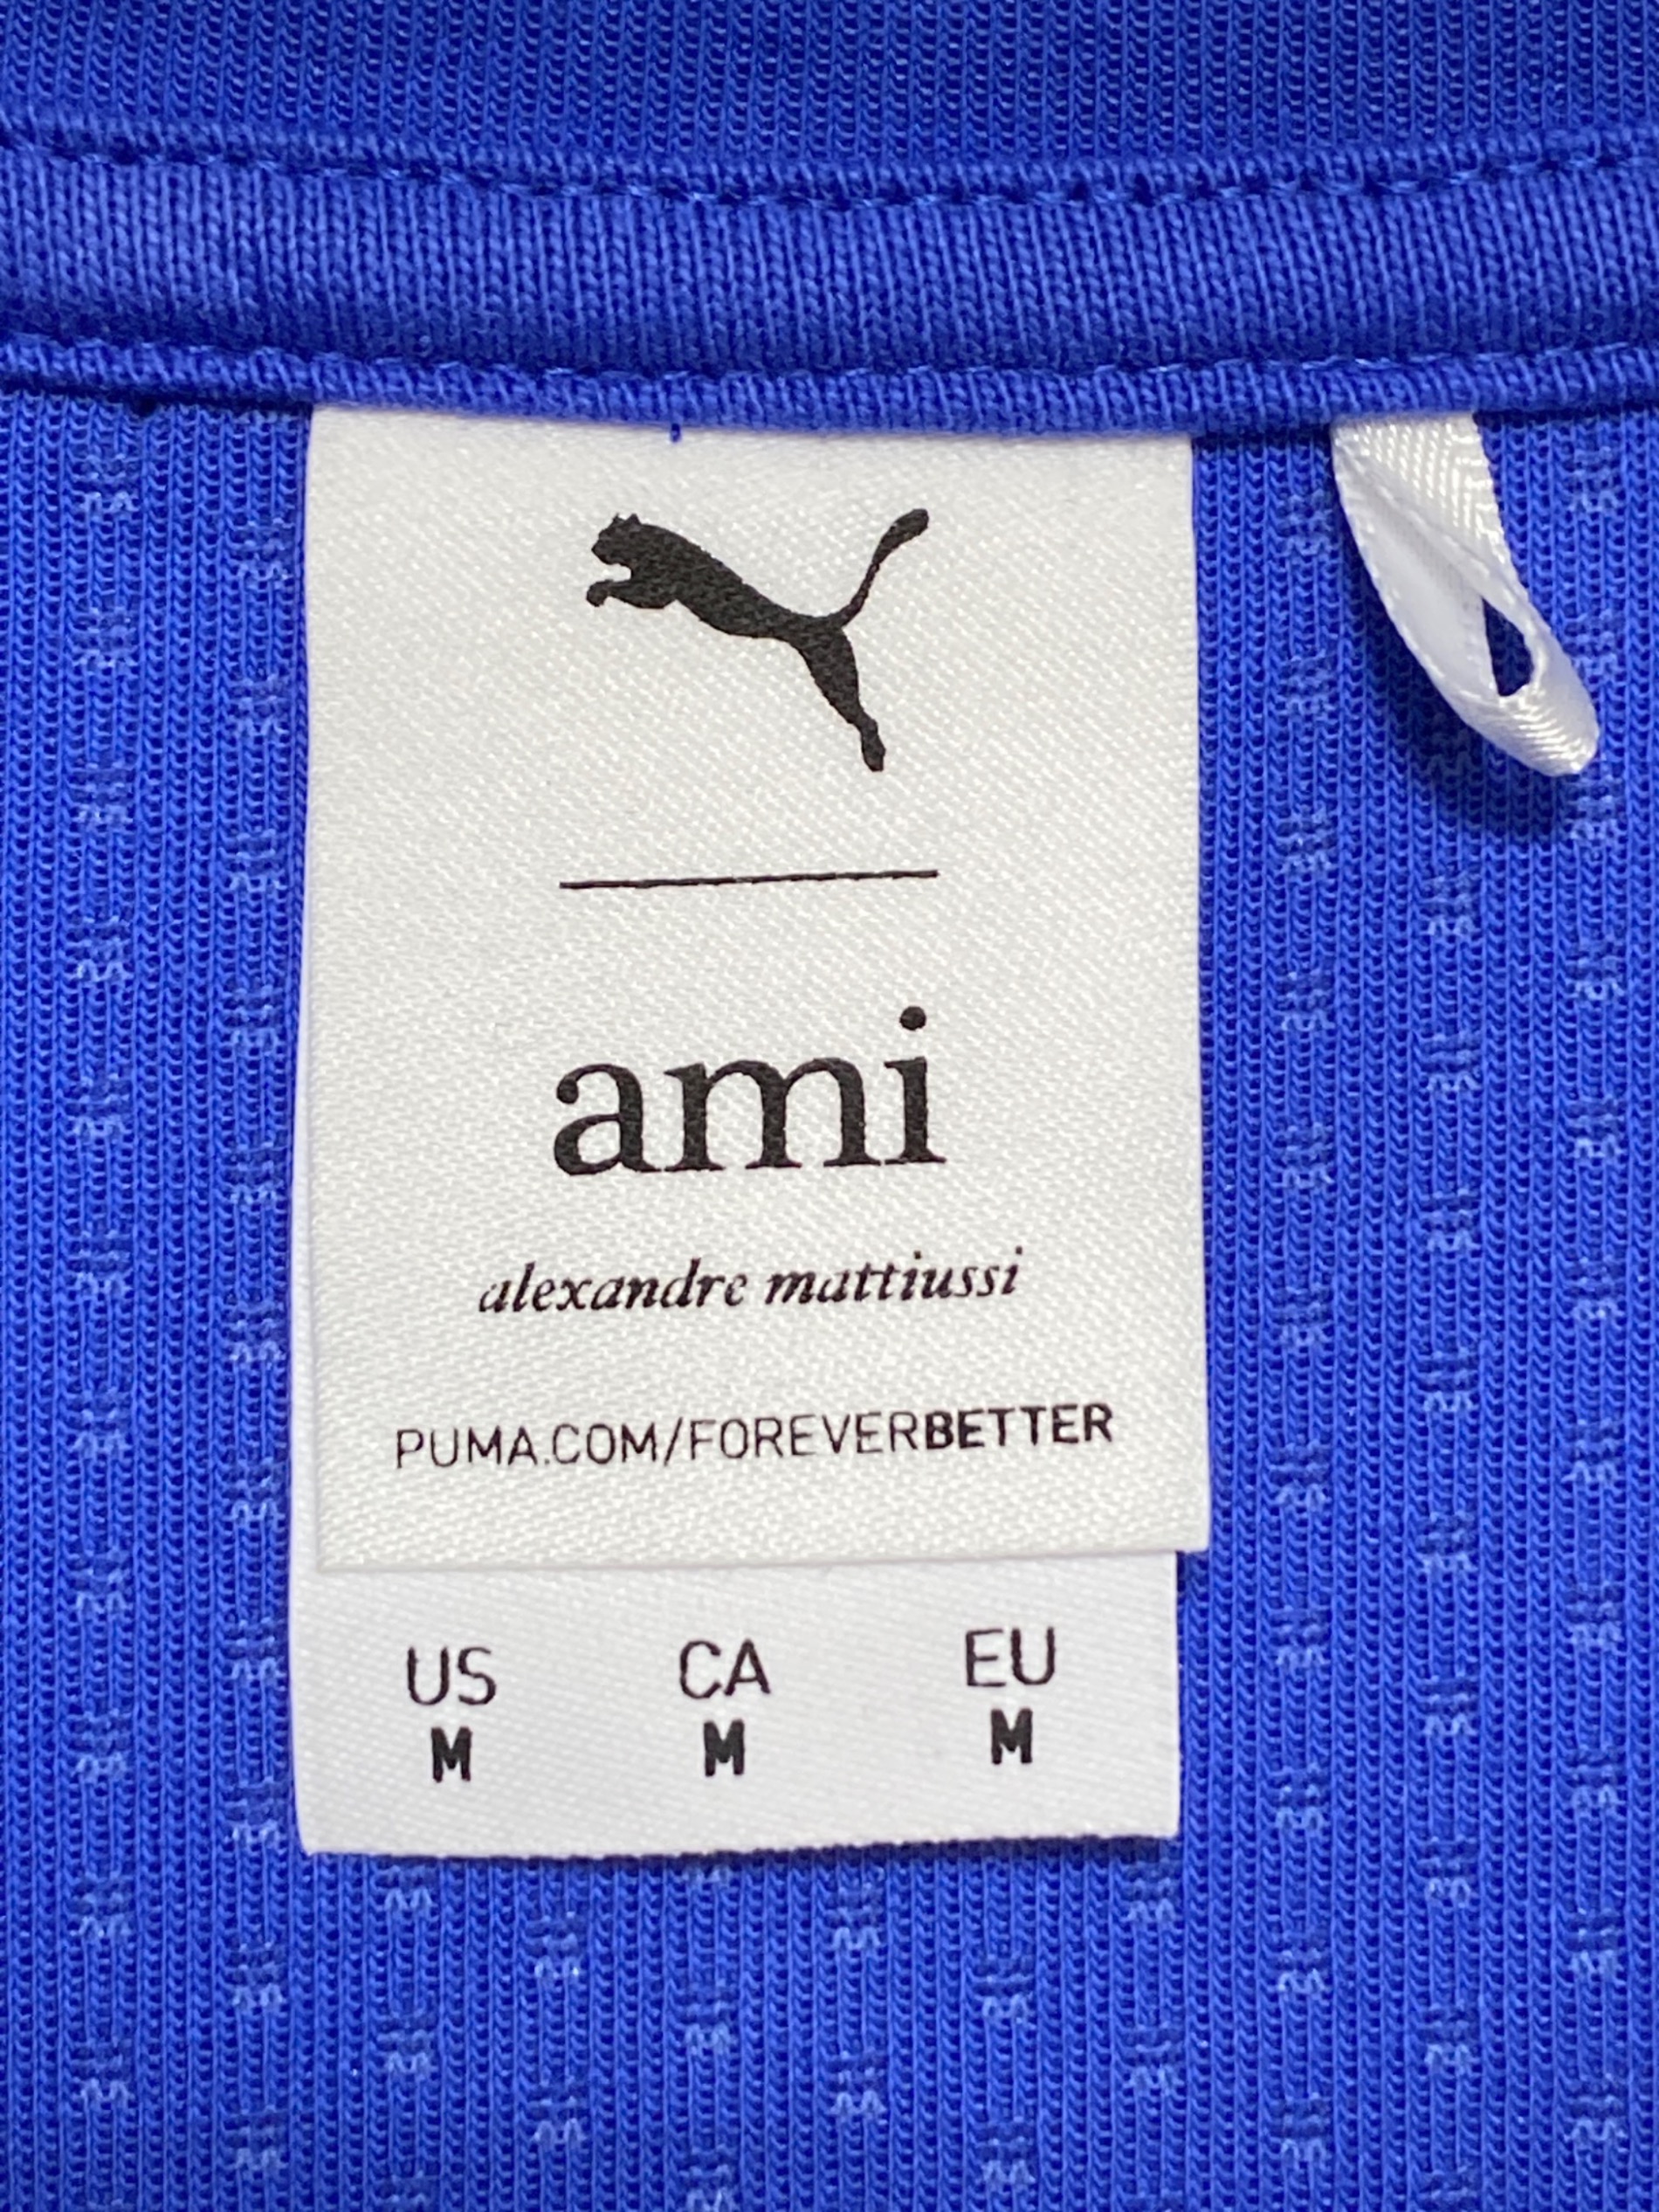 ami
alexandre mattiussi
PUMA.COM/FOREVERBETTER
US CA EU
M M M